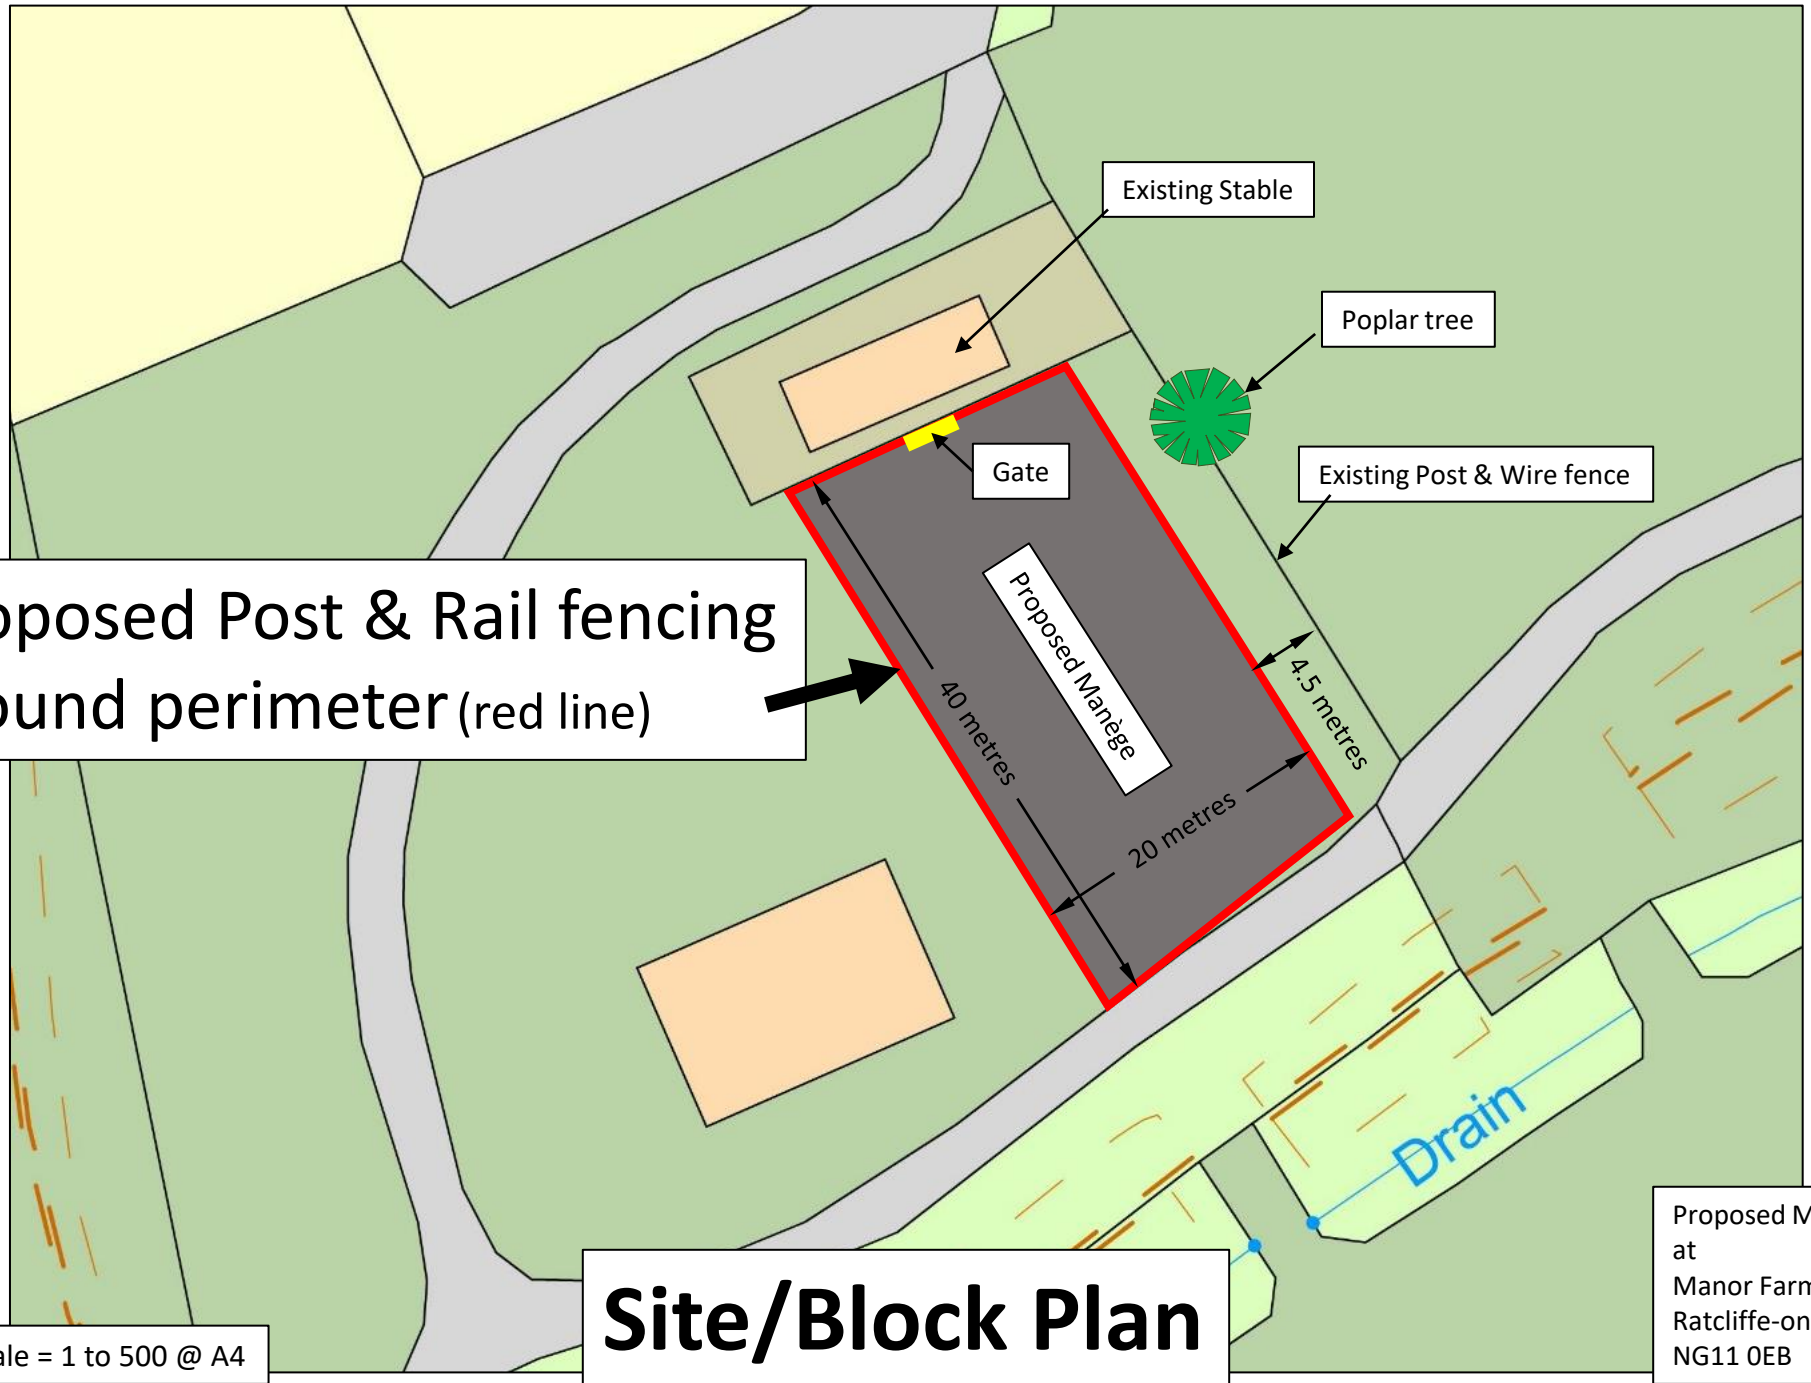 Existing Stable
Poplar tree
Gate
Existing Post & Wire fence
oposed Post & Rail fencing
ound perimeter (red line)
Proposed Manège
40 metres
4.5 metres
20 metres
Drain
Site/Block Plan
ale = 1 to 500 @ A4
Proposed M
at
Manor Farm
Ratcliffe-on
NG11 0EB